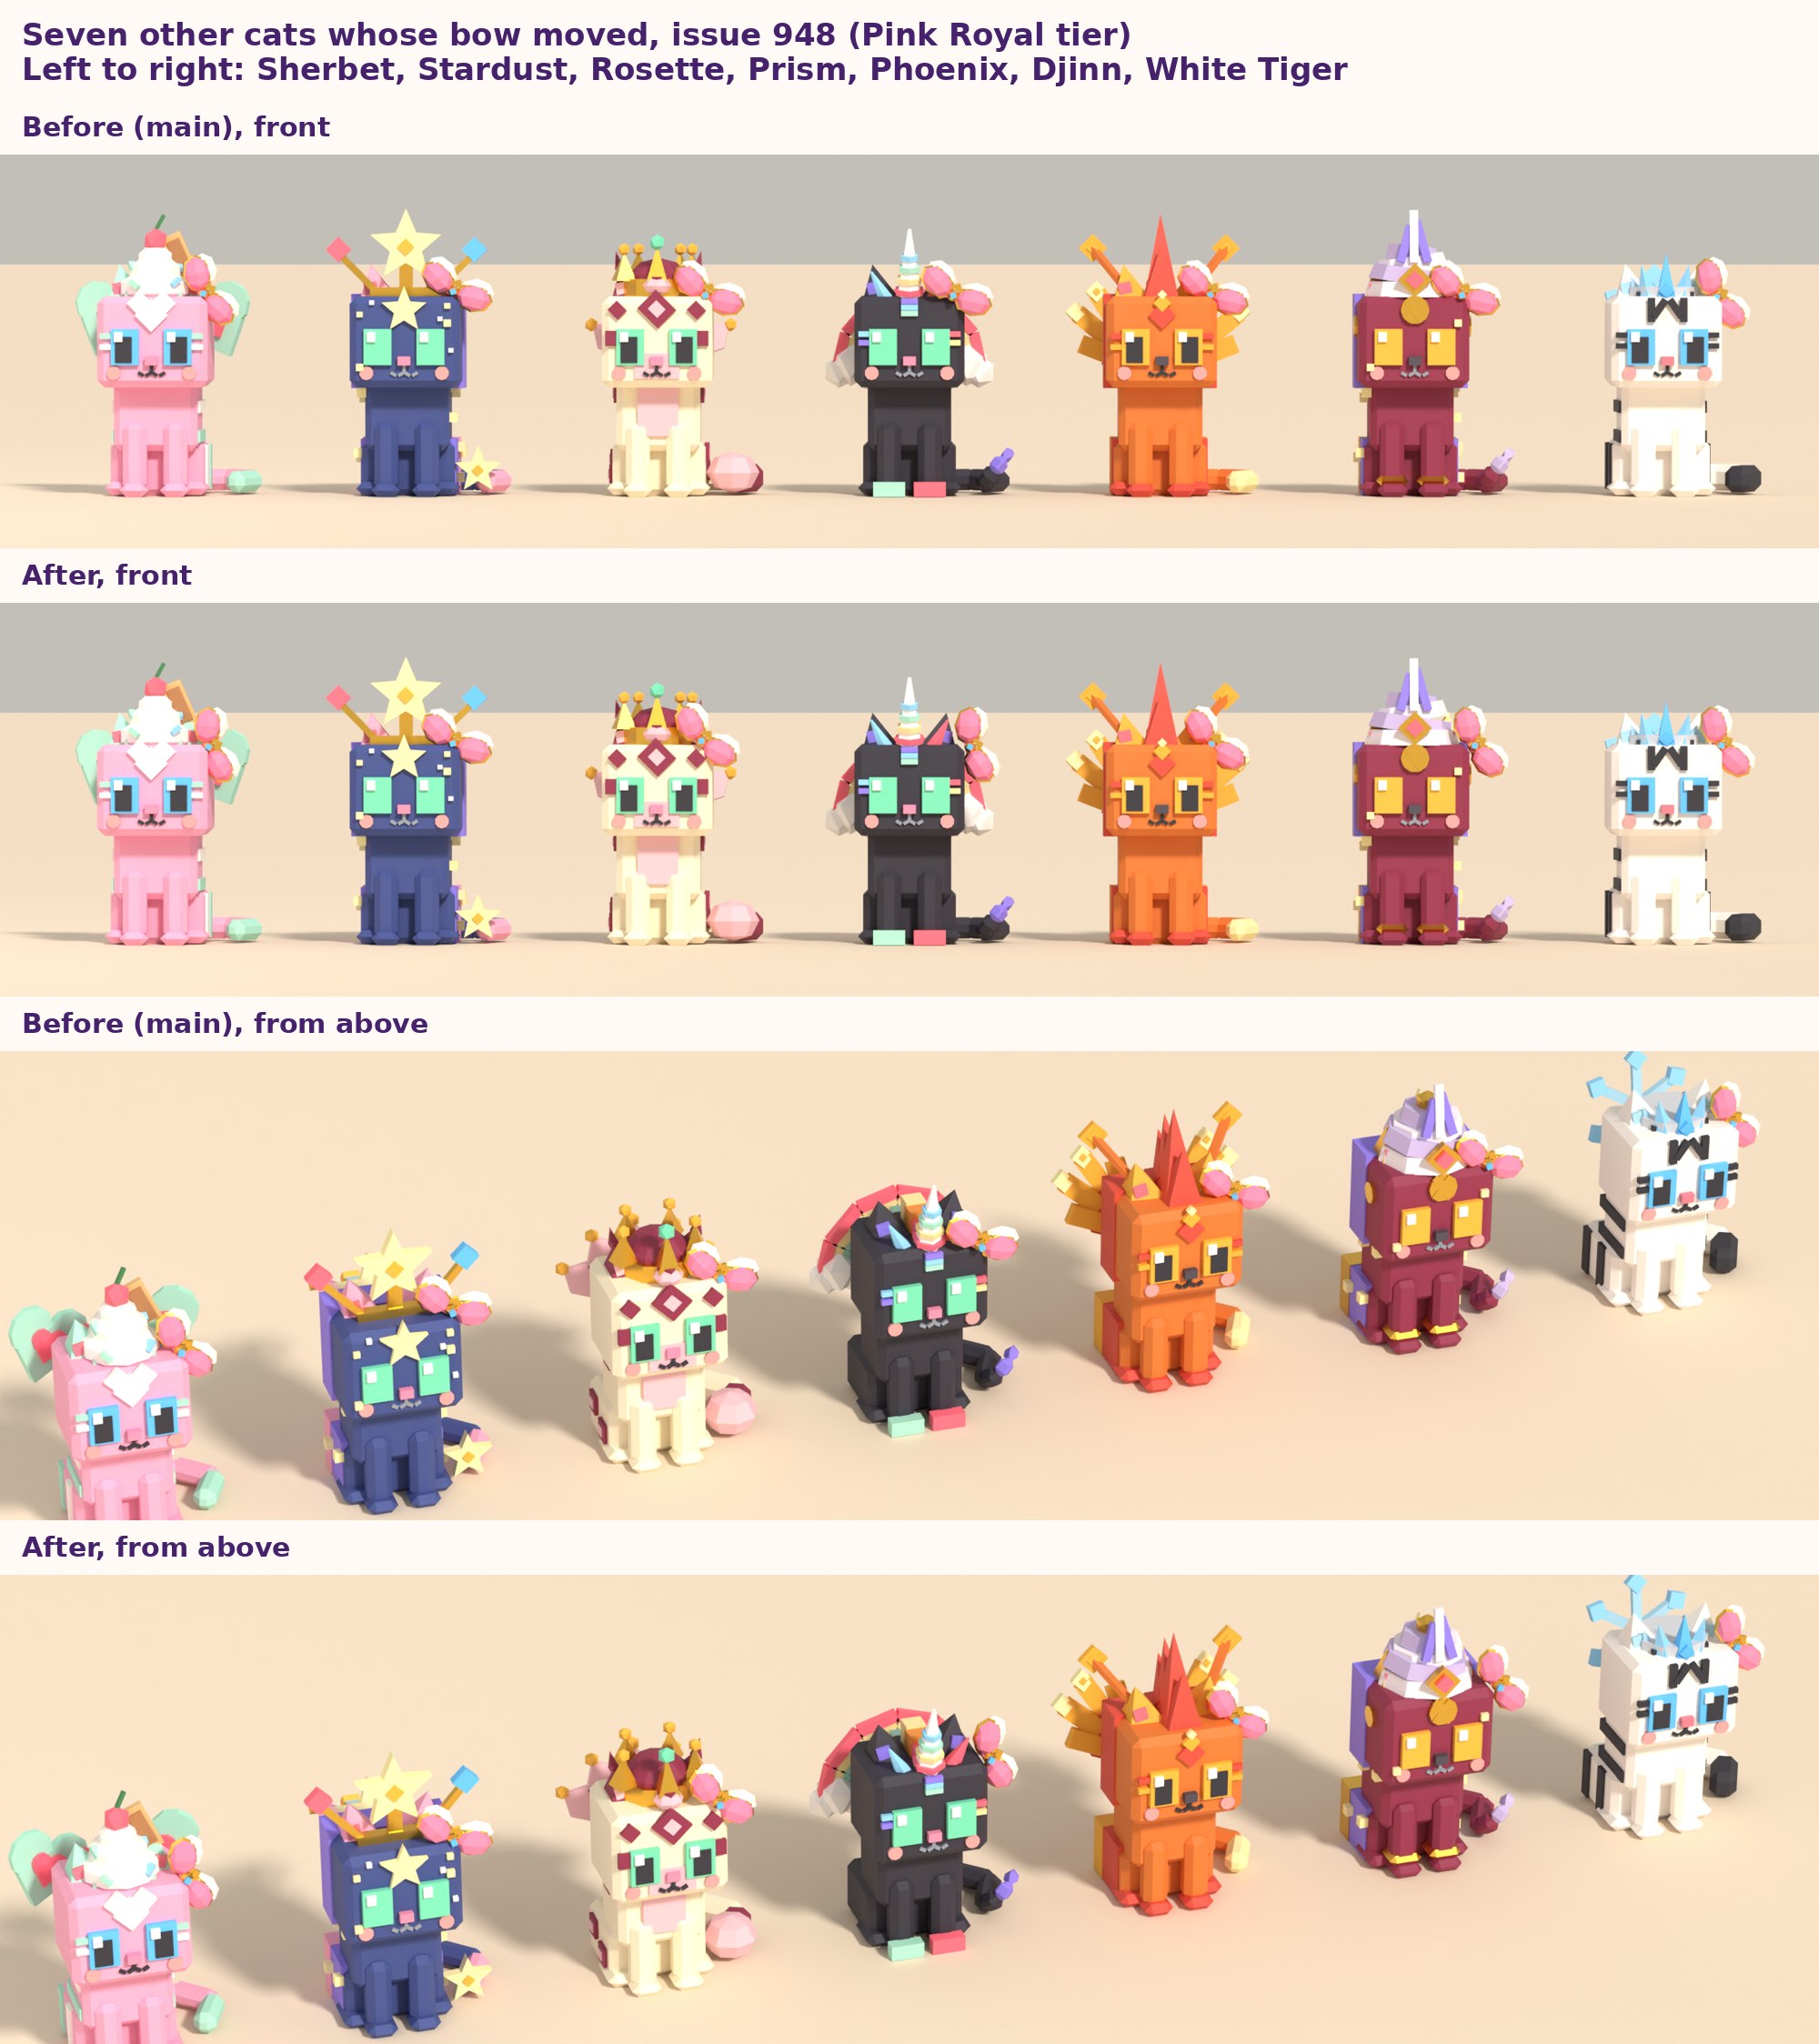 Seven other cats whose bow moved, issue 948 (Pink Royal tier)
Left to right: Sherbet, Stardust, Rosette, Prism, Phoenix, Djinn, White Tiger
Before (main), front
After, front
Before (main), from above
After, from above